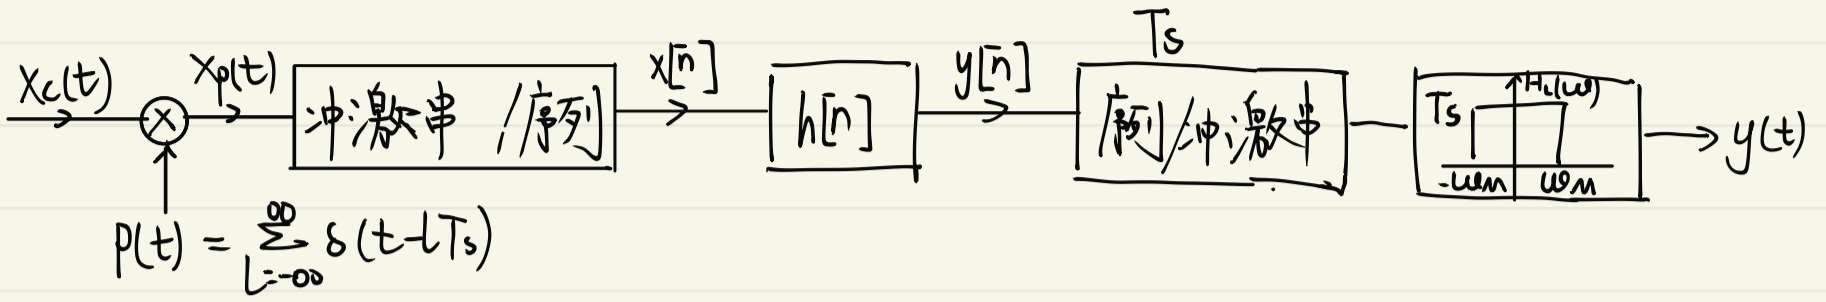 Ts
Xc(t) Xp(t) 冲激串/序列 x[n] h[n] y[n] 序列/冲激串 Ts HL(ω) -ωM ωM y(t)
p(t) = ∞∑l=-∞ δ(t-lTs)